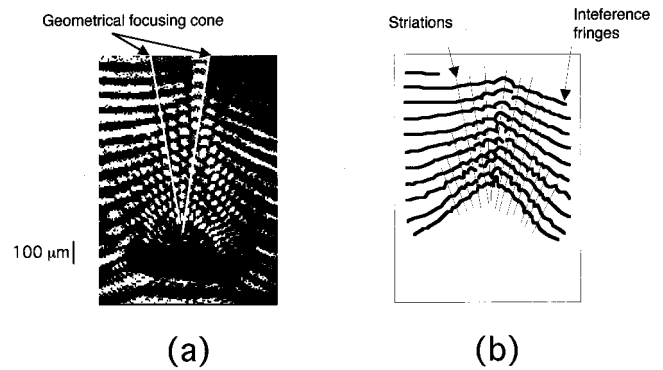 Geometrical focusing cone
Striations
Inteference
fringes
100 μm
(a)
(b)